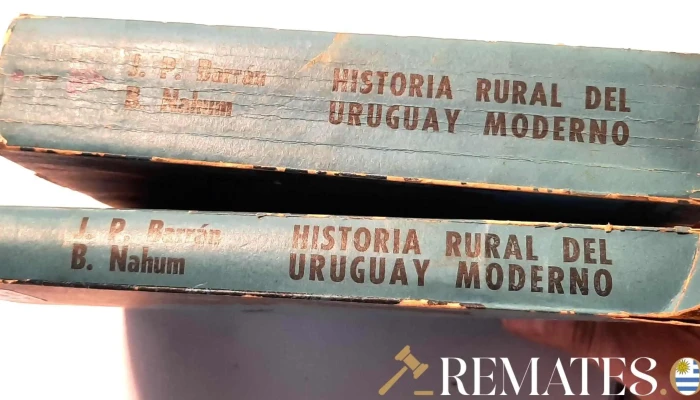 J. P. Barrán
B. Nahum
HISTORIA RURAL DEL
URUGUAY MODERNO
J. P. Barrán
B. Nahum
HISTORIA RURAL DEL
URUGUAY MODERNO
REMATES.